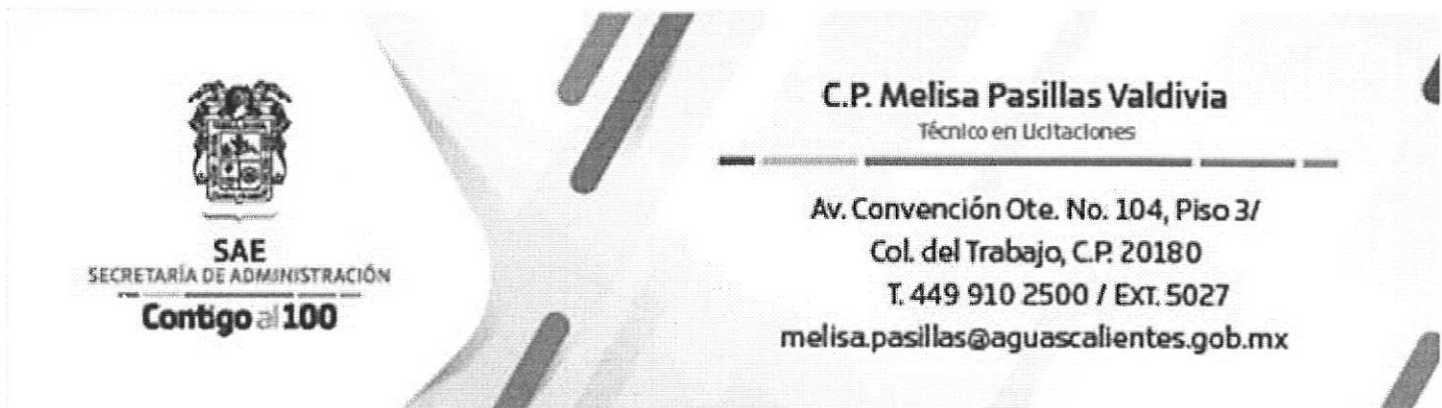 SAE
SECRETARÍA DE ADMINISTRACIÓN
Contigo al 100
C.P. Melisa Pasillas Valdivia
Técnico en Licitaciones
Av. Convención Ote. No. 104, Piso 3/
Col. del Trabajo, C.P. 20180
T. 449 910 2500 / EXT. 5027
melisa.pasillas@aguascalientes.gob.mx